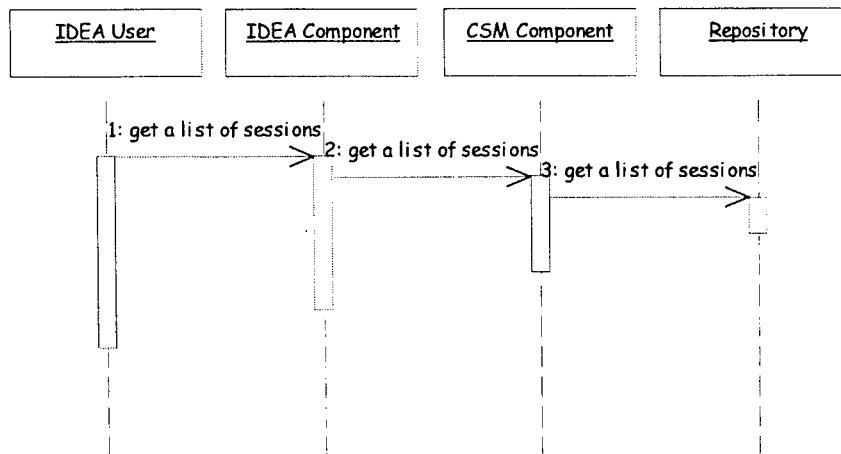 IDEA User
IDEA Component
CSM Component
Repository
1: get a list of sessions
2: get a list of sessions
3: get a list of sessions